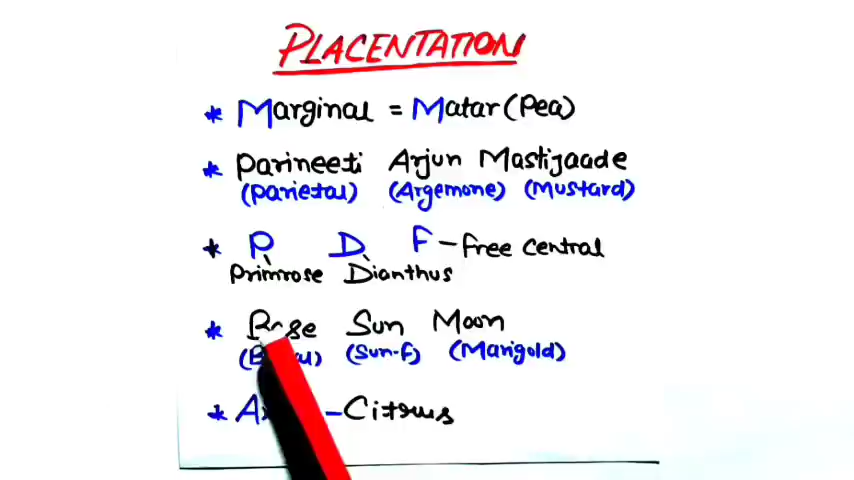 PLACENTATION
* Marginal = Matar (Pea)
* Parineeti Arjun Mastijaade
(Parietal) (Argemone) (Mustard)
* P D F - free central
Primrose Dianthus
* Sun Moon
(Sun-f) (Marigold)
* - Citrus